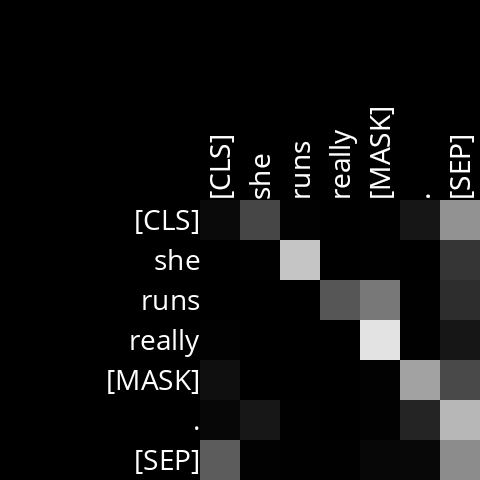 [CLS] she runs really [MASK] . [SEP]
[CLS]
she
runs
really
[MASK]
.
[SEP]